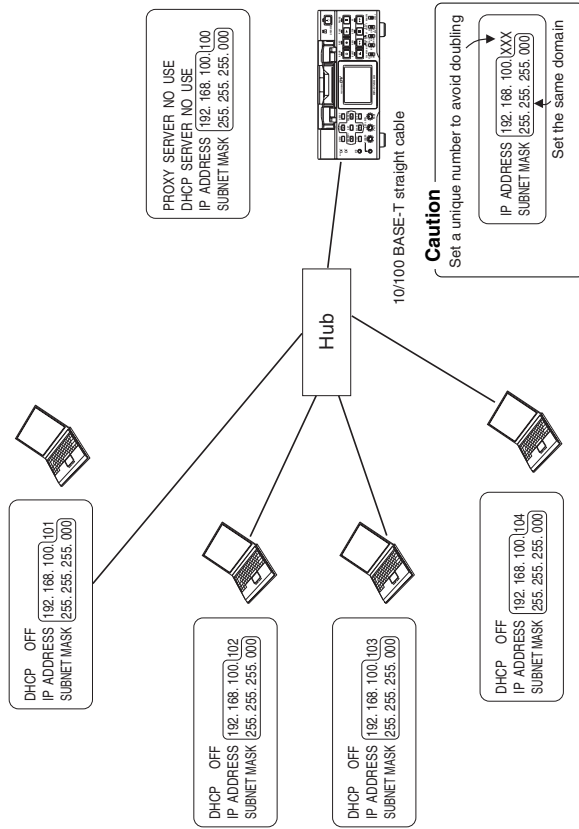 DHCP OFF
IP ADDRESS 192. 168. 100. 101
SUBNET MASK 255. 255. 255. 000
DHCP OFF
IP ADDRESS 192. 168. 100. 102
SUBNET MASK 255. 255. 255. 000
DHCP OFF
IP ADDRESS 192. 168. 100. 103
SUBNET MASK 255. 255. 255. 000
DHCP OFF
IP ADDRESS 192. 168. 100. 104
SUBNET MASK 255. 255. 255. 000
Hub
PROXY SERVER NO USE
DHCP SERVER NO USE
IP ADDRESS 192. 168. 100. 100
SUBNET MASK 255. 255. 255. 000
10/100 BASE-T straight cable
Caution
Set a unique number to avoid doubling
IP ADDRESS 192. 168. 100. XXX
SUBNET MASK 255. 255. 255. 000
Set the same domain